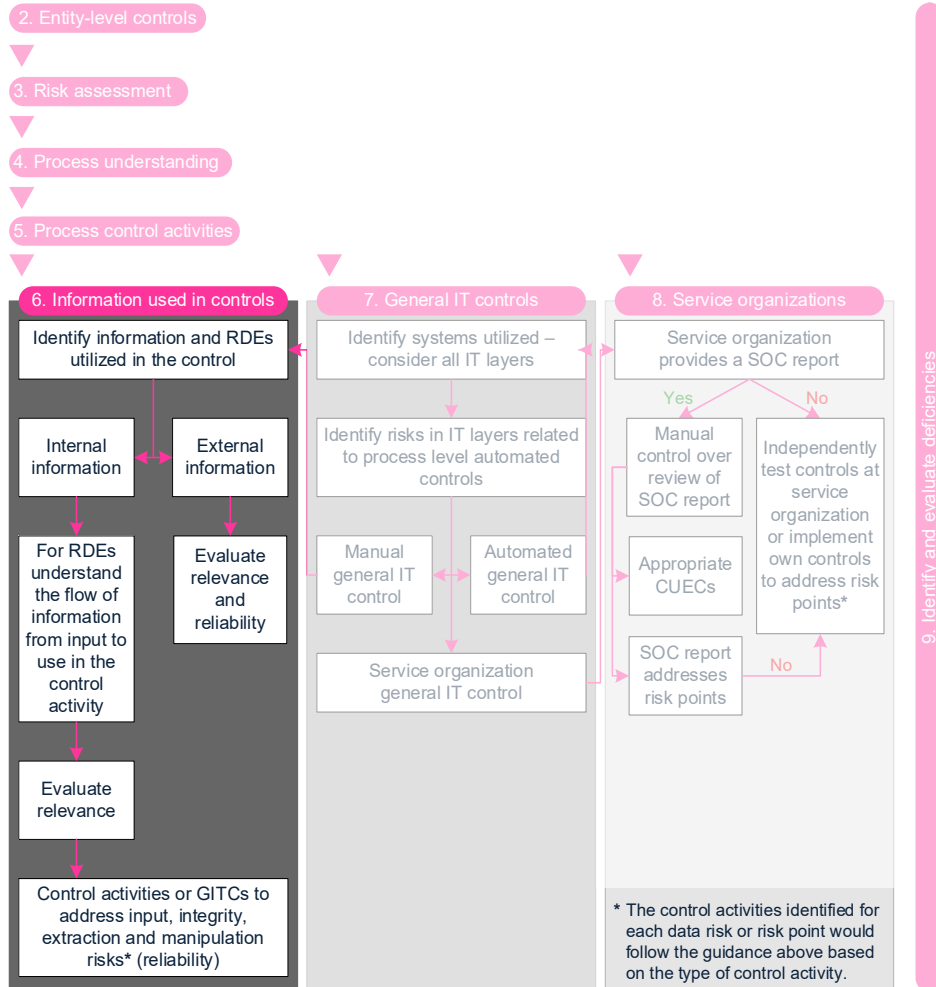 2. Entity-level controls
3. Risk assessment
4. Process understanding
5. Process control activities
6. Information used in controls
Identify information and RDEs
utilized in the control
Internal
information
External
information
For RDEs
understand
the flow of
information
from input to
use in the
control
activity
Evaluate
relevance
and
reliability
Evaluate
relevance
Control activities or GITCs to
address input, integrity,
extraction and manipulation
risks* (reliability)
7. General IT controls
Identify systems utilized –
consider all IT layers
Identify risks in IT layers related
to process level automated
controls
Manual
general IT
control
Automated
general IT
control
Service organization
general IT control
8. Service organizations
Service organization
provides a SOC report
Yes
No
Manual
control over
review of
SOC report
Independently
test controls at
service
organization
or implement
own controls
to address risk
points*
Appropriate
CUECs
SOC report
addresses
risk points
No
* The control activities identified for
each data risk or risk point would
follow the guidance above based
on the type of control activity.
9. Identify and evaluate deficiencies